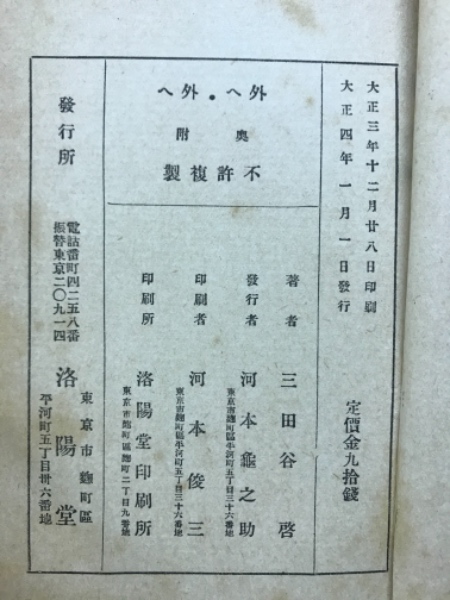 大正三年十二月廿八日印刷
大正四年一月一日發行
定價金九拾錢
外へ・外へ
奧附
不許複製
著者 三田谷啓
發行者 河本龜之助
東京市麴町區平河町五丁目三十六番地
印刷者 河本俊三
東京市麴町區平河町五丁目三十六番地
印刷所 洛陽堂印刷所
東京市麴町區麴町二丁目九番地
發行所
東京市麴町區
平河町五丁目卅六番地
洛陽堂
電話番町四二五八番
振替東京二〇九一四